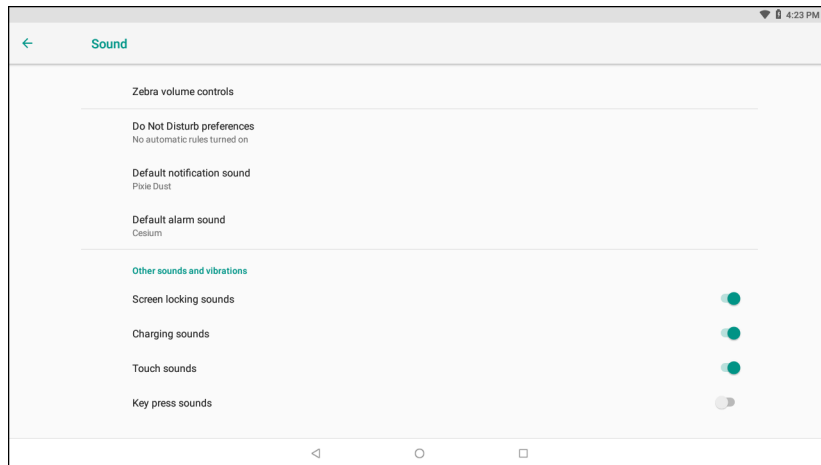 4:23 PM
Sound
Zebra volume controls
Do Not Disturb preferences
No automatic rules turned on
Default notification sound
Pixie Dust
Default alarm sound
Cesium
Other sounds and vibrations
Screen locking sounds
Charging sounds
Touch sounds
Key press sounds